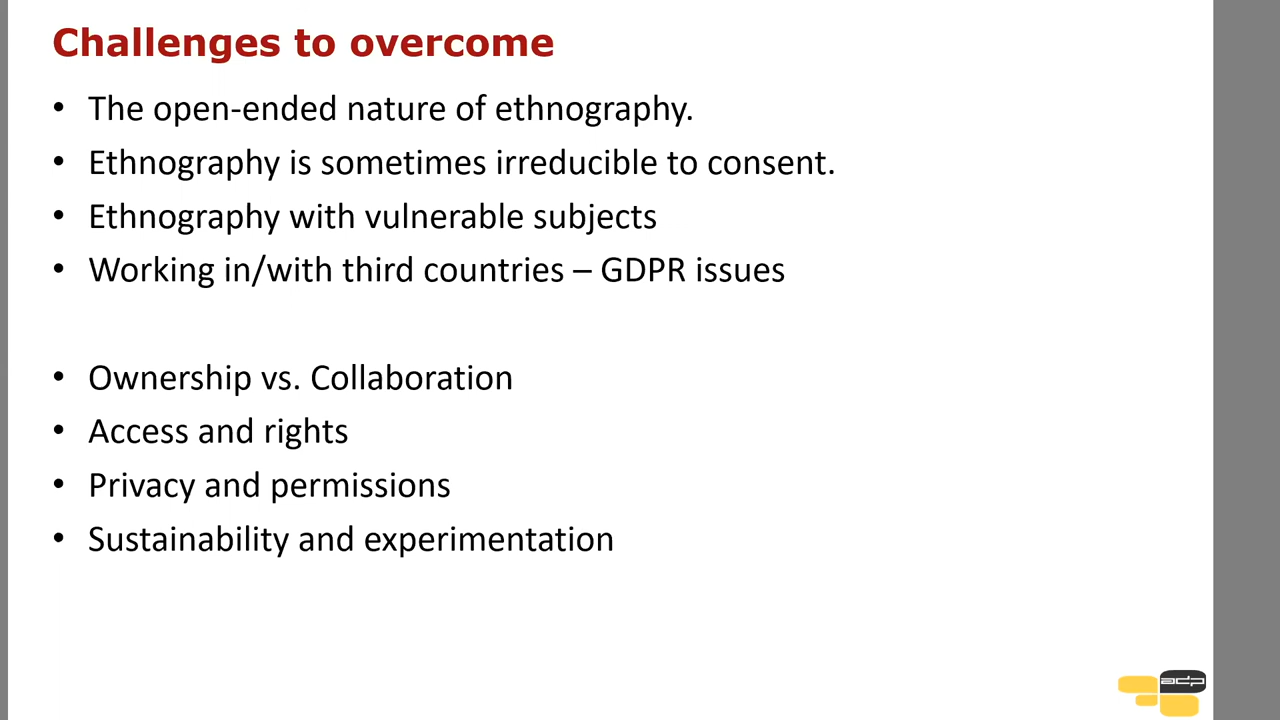 Challenges to overcome
• The open-ended nature of ethnography.
• Ethnography is sometimes irreducible to consent.
• Ethnography with vulnerable subjects
• Working in/with third countries – GDPR issues
• Ownership vs. Collaboration
• Access and rights
• Privacy and permissions
• Sustainability and experimentation
adp